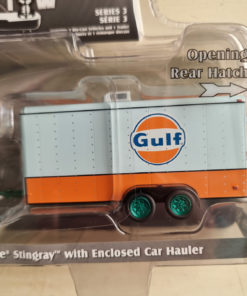 SERIES 3
SÉRIE 3
Opening
Rear Hatch
Gulf
e® Stingray™ with Enclosed Car Hauler